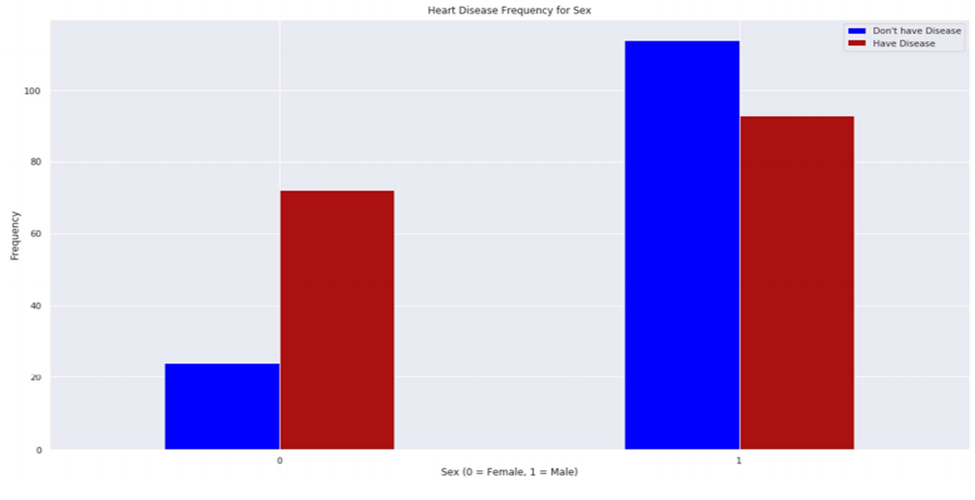 Heart Disease Frequency for Sex
Don't have Disease
Have Disease
Frequency
100
80
60
40
20
0
0
1
Sex (0 = Female, 1 = Male)